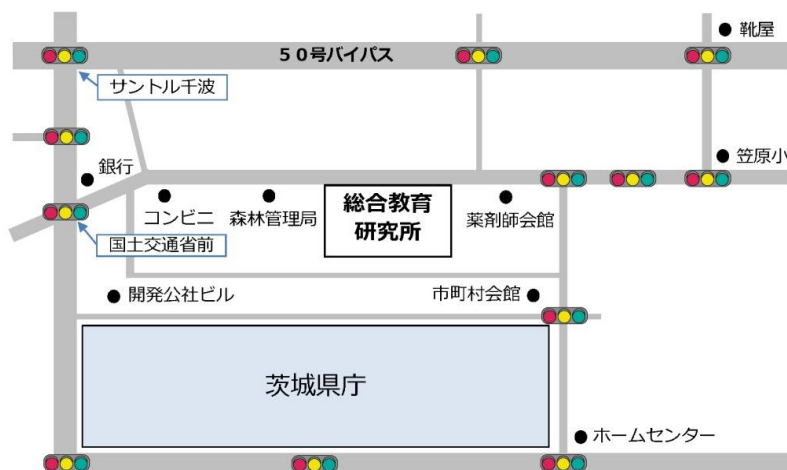 靴屋
５０号バイパス
サントル千波
銀行
笠原小
コンビニ
森林管理局
総合教育
研究所
薬剤師会館
国土交通省前
開発公社ビル
市町村会館
茨城県庁
ホームセンター